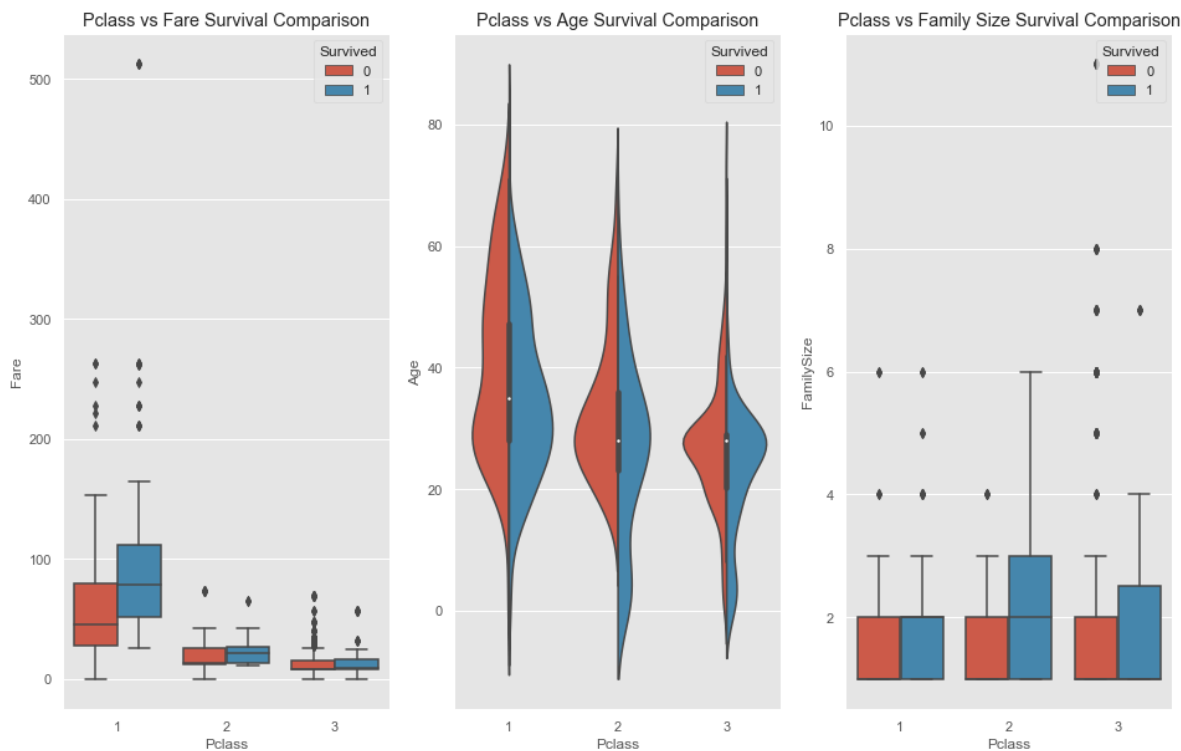 Pclass vs Fare Survival Comparison
Survived
0
1
500
400
300
200
100
0
Fare
1 2 3
Pclass
Pclass vs Age Survival Comparison
Survived
0
1
80
60
40
20
0
Age
1 2 3
Pclass
Pclass vs Family Size Survival Comparison
Survived
0
1
10
8
6
4
2
FamilySize
1 2 3
Pclass